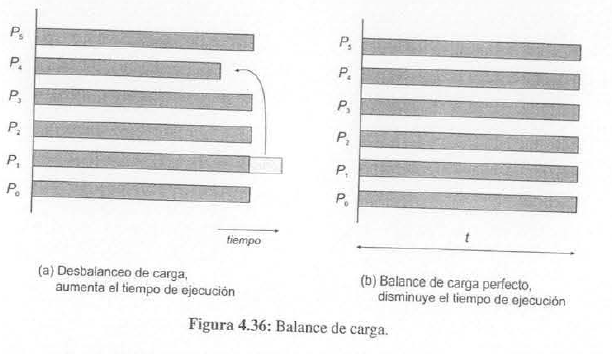 P5
P4
P3
P2
P1
P0
tiempo
(a) Desbalanceo de carga,
aumenta el tiempo de ejecución
P5
P4
P3
P2
P1
P0
t
(b) Balance de carga perfecto,
disminuye el tiempo de ejecución
Figura 4.36: Balance de carga.